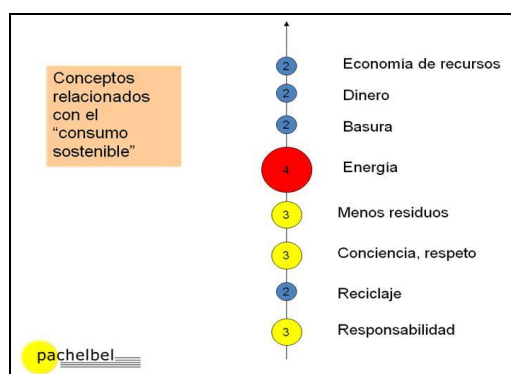 Conceptos
relacionados
con el
“consumo
sostenible”
2 Economía de recursos
2 Dinero
2 Basura
4 Energía
3 Menos residuos
3 Conciencia, respeto
2 Reciclaje
3 Responsabilidad
pachelbel